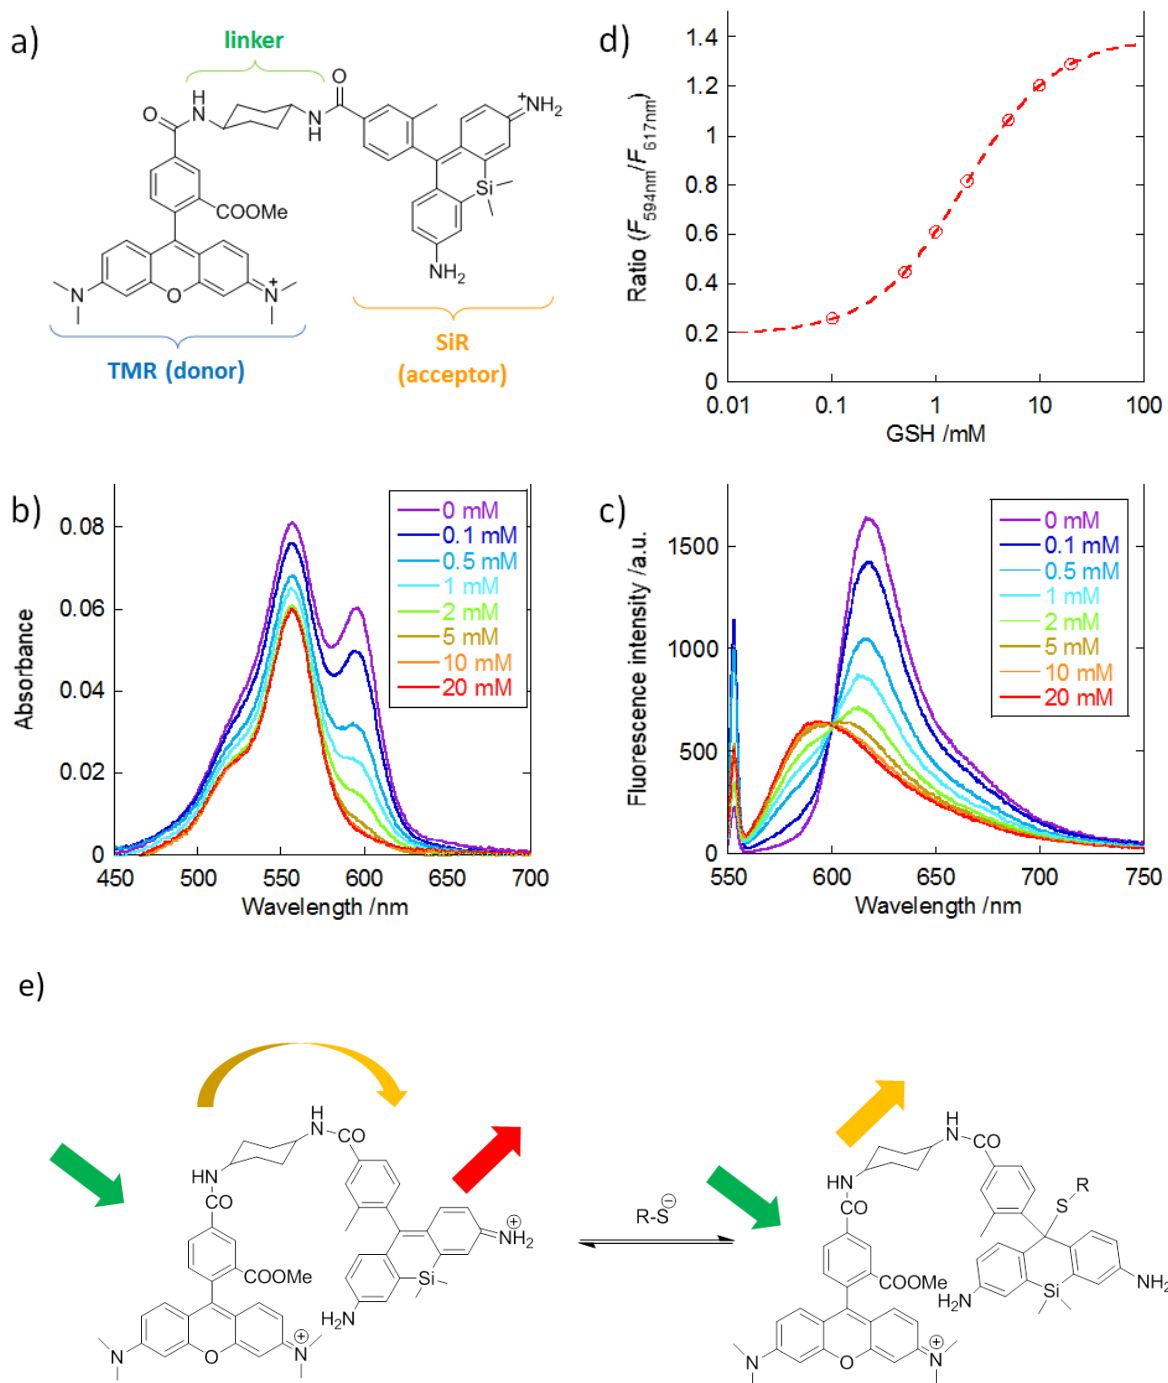 a)
linker
O
H
N
O
N
H
NH2
+
Si
NH2
COOMe
N
O
N
+
TMR (donor)
SiR
(acceptor)
d)
Ratio (F594nm/F617nm)
1.4
1.2
1
0.8
0.6
0.4
0.2
0
0.01
0.1
1
10
100
GSH /mM
b)
Absorbance
0.08
0.06
0.04
0.02
0
450
500
550
600
650
700
Wavelength /nm
0 mM
0.1 mM
0.5 mM
1 mM
2 mM
5 mM
10 mM
20 mM
c)
Fluorescence intensity /a.u.
1500
1000
500
0
550
600
650
700
750
Wavelength /nm
0 mM
0.1 mM
0.5 mM
1 mM
2 mM
5 mM
10 mM
20 mM
e)
H
N
CO
NH
CO
COOMe
Si
NH2
+
NH2
N
O
N
+
R-S⊖
H
N
CO
NH
CO
R
S
COOMe
H2N
Si
NH2
N
O
N
+